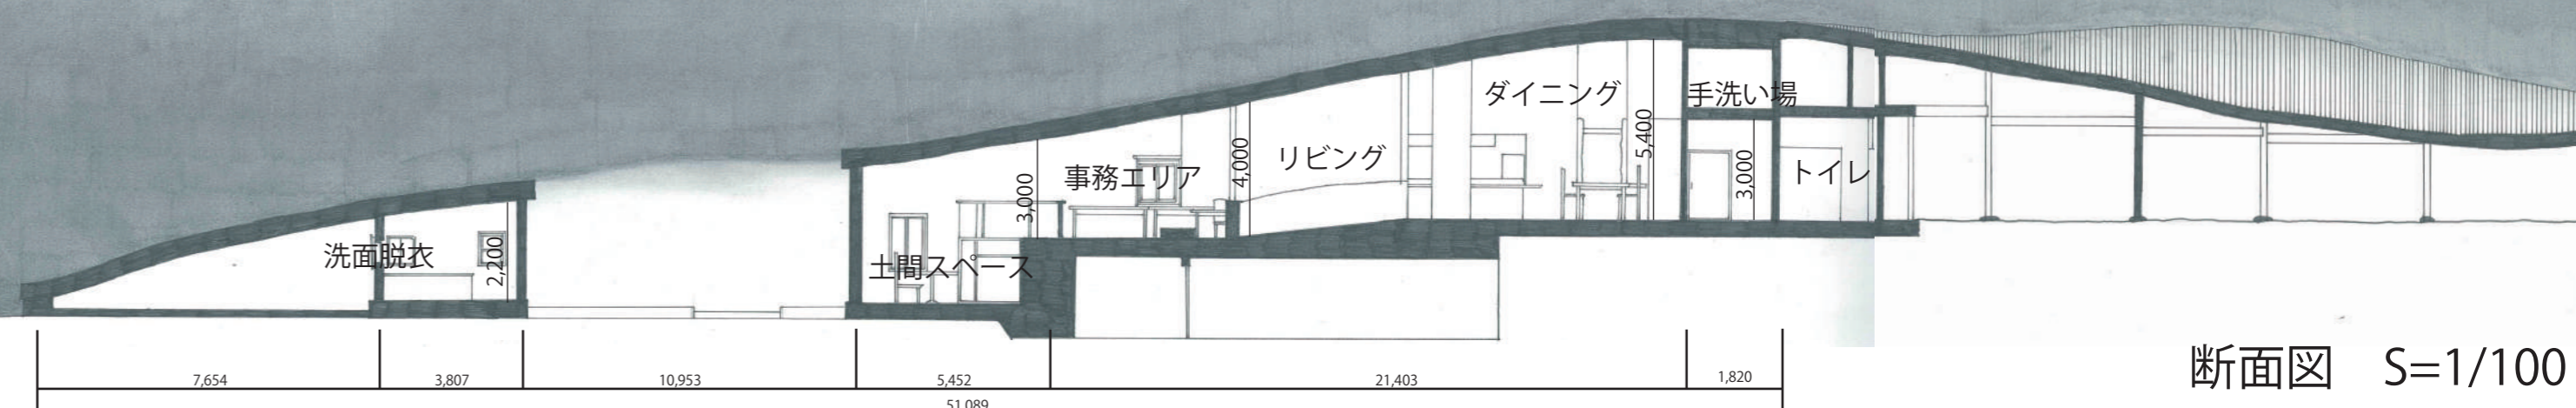 ダイニング
手洗い場
5,400
4,000
リビング
事務エリア
3,000
3,000
トイレ
洗面脱衣
2,200
土間スペース
7,654
3,807
10,953
5,452
21,403
1,820
51,089
断面図 S=1/100